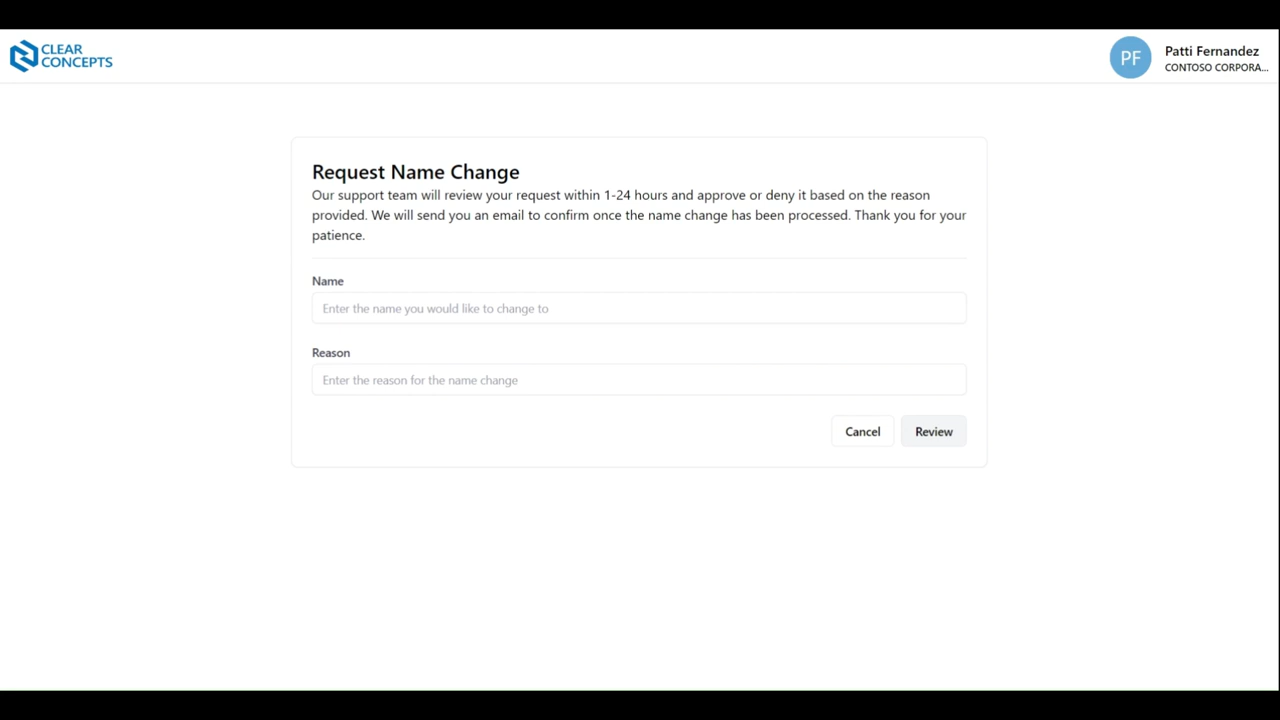 CLEAR
CONCEPTS
PF
Patti Fernandez
CONTOSO CORPORA...
Request Name Change
Our support team will review your request within 1-24 hours and approve or deny it based on the reason
provided. We will send you an email to confirm once the name change has been processed. Thank you for your
patience.
Name
Enter the name you would like to change to
Reason
Enter the reason for the name change
Cancel
Review